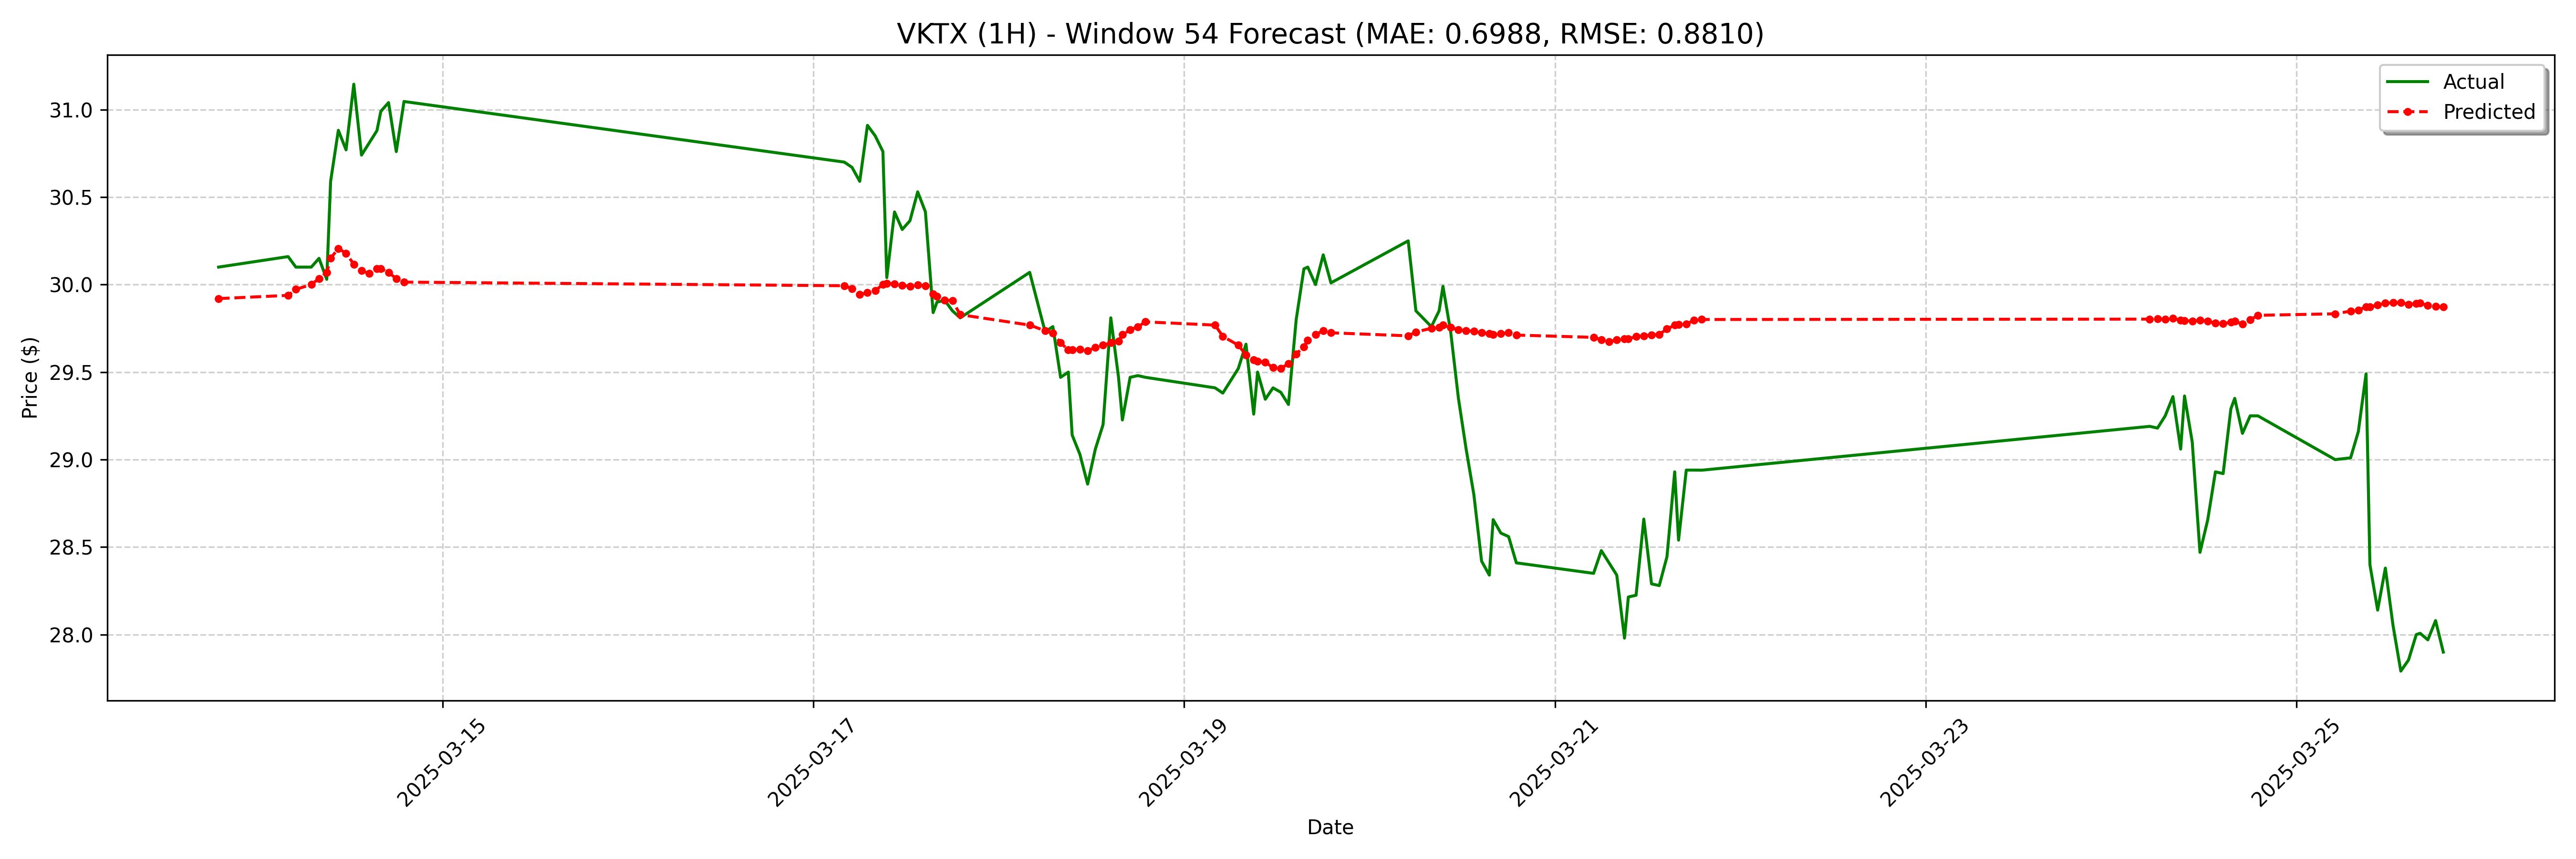 VKTX (1H) - Window 54 Forecast (MAE: 0.6988, RMSE: 0.8810)
Actual
Predicted
Price ($)
31.0
30.5
30.0
29.5
29.0
28.5
28.0
2025-03-15
2025-03-17
2025-03-19
2025-03-21
2025-03-23
2025-03-25
Date